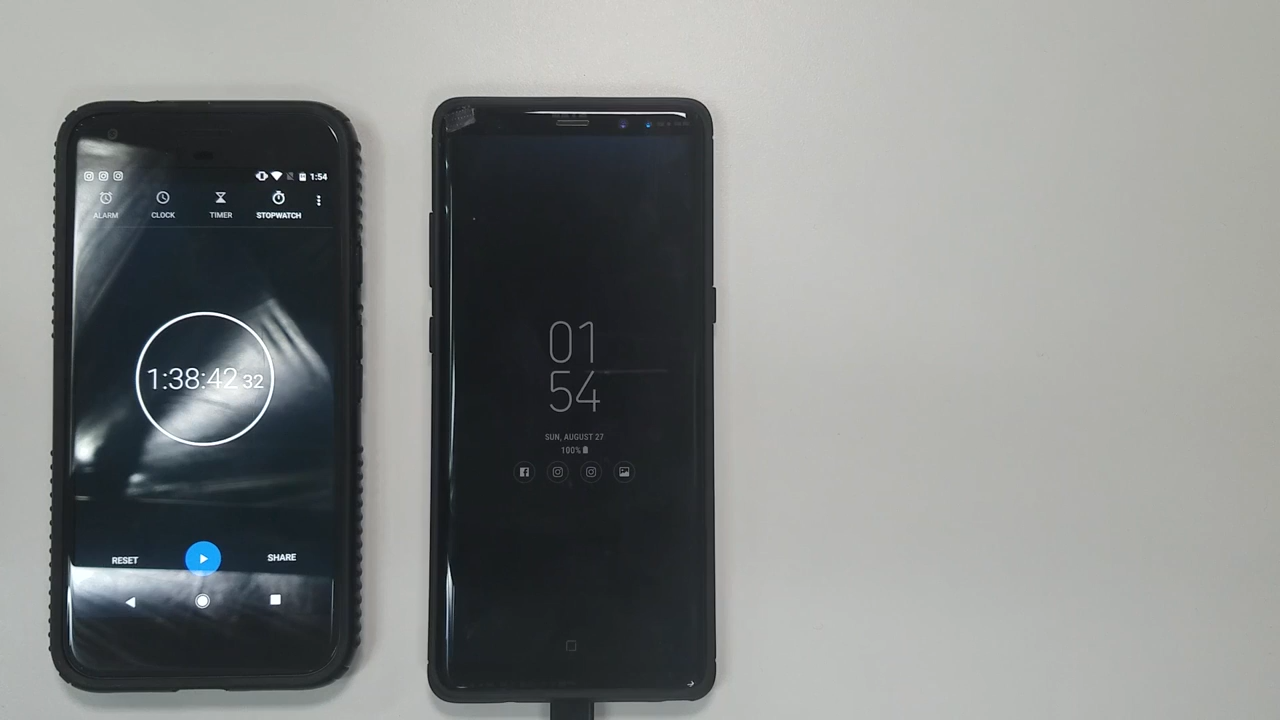 1:54
ALARM
CLOCK
TIMER
STOPWATCH
1:38:42 32
RESET
SHARE
01
54
SUN, AUGUST 27
100%